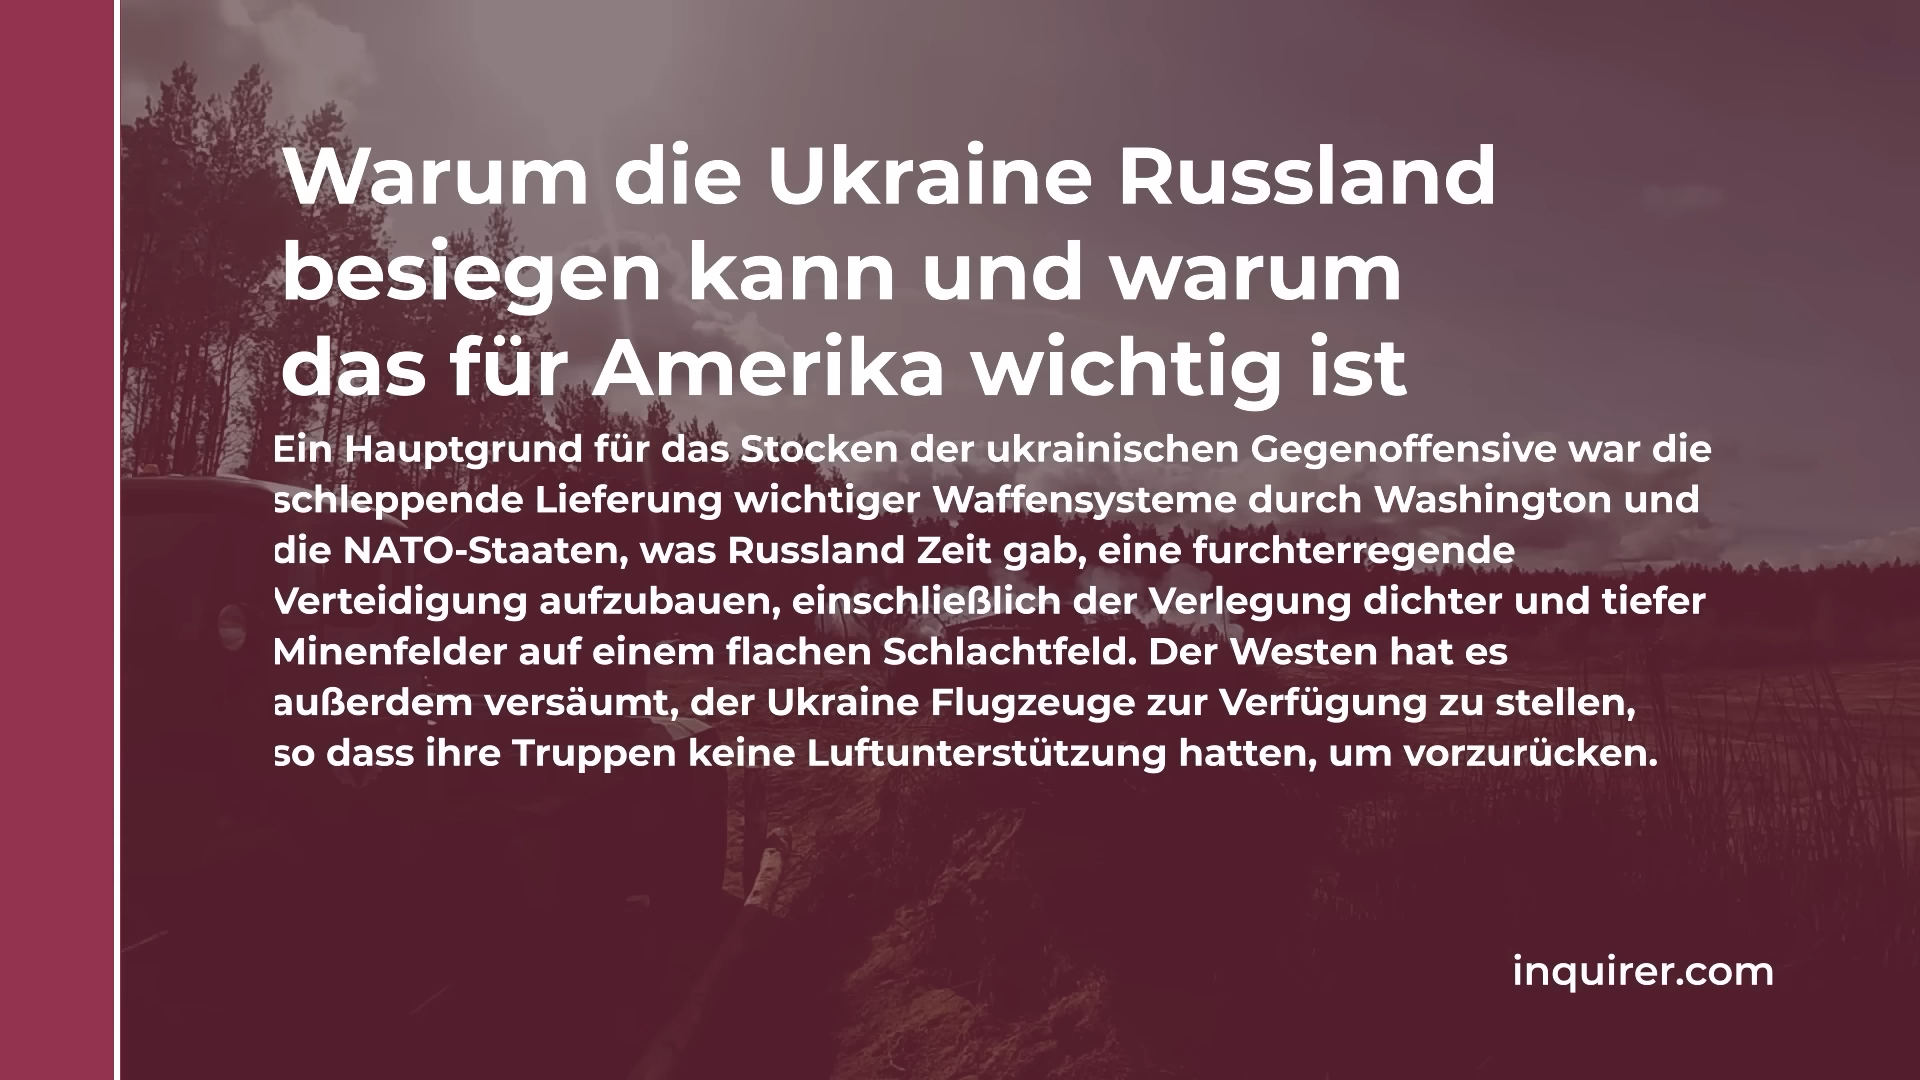 Warum die Ukraine Russland
besiegen kann und warum
das für Amerika wichtig ist
Ein Hauptgrund für das Stocken der ukrainischen Gegenoffensive war die
schleppende Lieferung wichtiger Waffensysteme durch Washington und
die NATO-Staaten, was Russland Zeit gab, eine furchterregende
Verteidigung aufzubauen, einschließlich der Verlegung dichter und tiefer
Minenfelder auf einem flachen Schlachtfeld. Der Westen hat es
außerdem versäumt, der Ukraine Flugzeuge zur Verfügung zu stellen,
so dass ihre Truppen keine Luftunterstützung hatten, um vorzurücken.
inquirer.com